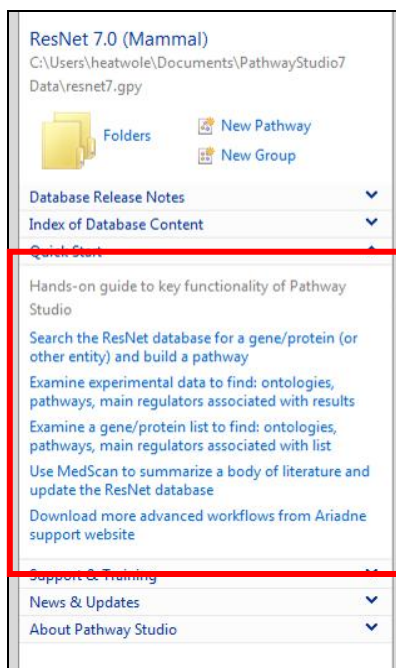 ResNet 7.0 (Mammal)
C:\Users\heatwole\Documents\PathwayStudio7
Data\resnet7.gpy
Folders
New Pathway
New Group
Database Release Notes
Index of Database Content
Quick Start
Hands-on guide to key functionality of Pathway
Studio
Search the ResNet database for a gene/protein (or
other entity) and build a pathway
Examine experimental data to find: ontologies,
pathways, main regulators associated with results
Examine a gene/protein list to find: ontologies,
pathways, main regulators associated with list
Use MedScan to summarize a body of literature and
update the ResNet database
Download more advanced workflows from Ariadne
support website
Support & Training
News & Updates
About Pathway Studio